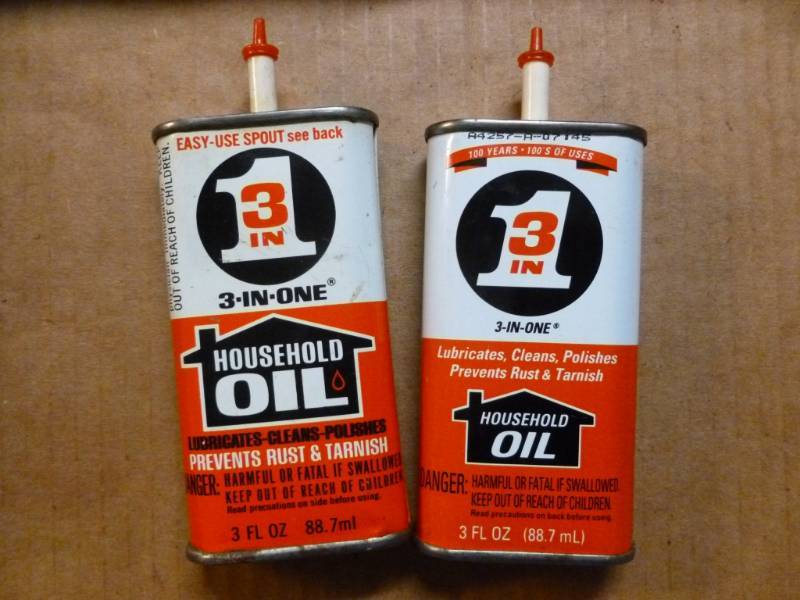 EASY-USE SPOUT see back
OUT OF REACH OF CHILDREN.
1
3
IN
3-IN-ONE®
HOUSEHOLD
OIL
LUBRICATES-CLEANS-POLISHES
PREVENTS RUST & TARNISH
ANGER: HARMFUL OR FATAL IF SWALLOWED
KEEP OUT OF REACH OF CHILDREN
Read precautions on side before using.
3 FL OZ 88.7ml
A4257-A-07145
100 YEARS • 100'S OF USES
1
3
IN
3-IN-ONE®
Lubricates, Cleans, Polishes
Prevents Rust & Tarnish
HOUSEHOLD
OIL
DANGER: HARMFUL OR FATAL IF SWALLOWED.
KEEP OUT OF REACH OF CHILDREN.
Read precautions on back before using.
3 FL OZ (88.7 mL)